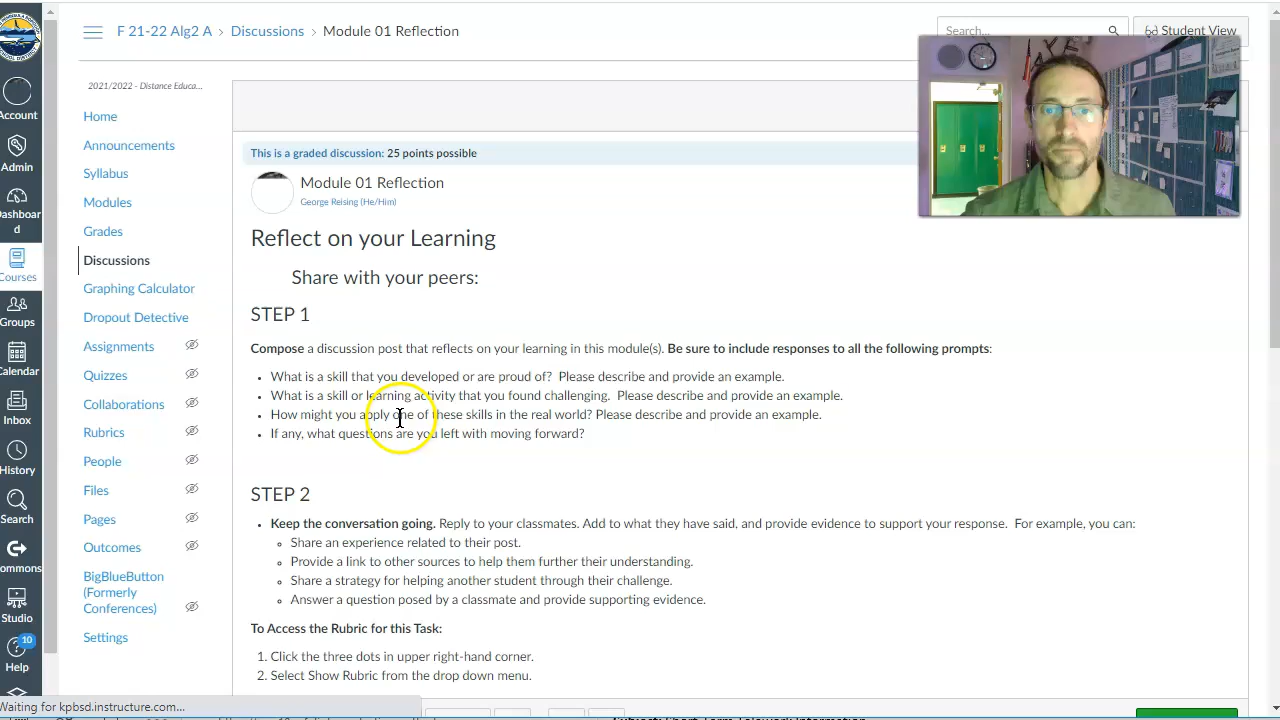 F 21-22 Alg2 A › Discussions › Module 01 Reflection
Search...
Student View
Account
Admin
Dashboar
d
Courses
Groups
Calendar
Inbox
History
Search
ommons
Studio
10
Help
2021/2022 - Distance Educa...
Home
Announcements
Syllabus
Modules
Grades
Discussions
Graphing Calculator
Dropout Detective
Assignments
Quizzes
Collaborations
Rubrics
People
Files
Pages
Outcomes
BigBlueButton
(Formerly
Conferences)
Settings
This is a graded discussion: 25 points possible
Module 01 Reflection
George Reising (He/Him)
Reflect on your Learning
Share with your peers:
STEP 1
Compose a discussion post that reflects on your learning in this module(s). Be sure to include responses to all the following prompts:
• What is a skill that you developed or are proud of? Please describe and provide an example.
• What is a skill or learning activity that you found challenging. Please describe and provide an example.
• How might you apply one of these skills in the real world? Please describe and provide an example.
• If any, what questions are you left with moving forward?
STEP 2
• Keep the conversation going. Reply to your classmates. Add to what they have said, and provide evidence to support your response. For example, you can:
◦ Share an experience related to their post.
◦ Provide a link to other sources to help them further their understanding.
◦ Share a strategy for helping another student through their challenge.
◦ Answer a question posed by a classmate and provide supporting evidence.
To Access the Rubric for this Task:
1. Click the three dots in upper right-hand corner.
2. Select Show Rubric from the drop down menu.
Waiting for kpbsd.instructure.com...